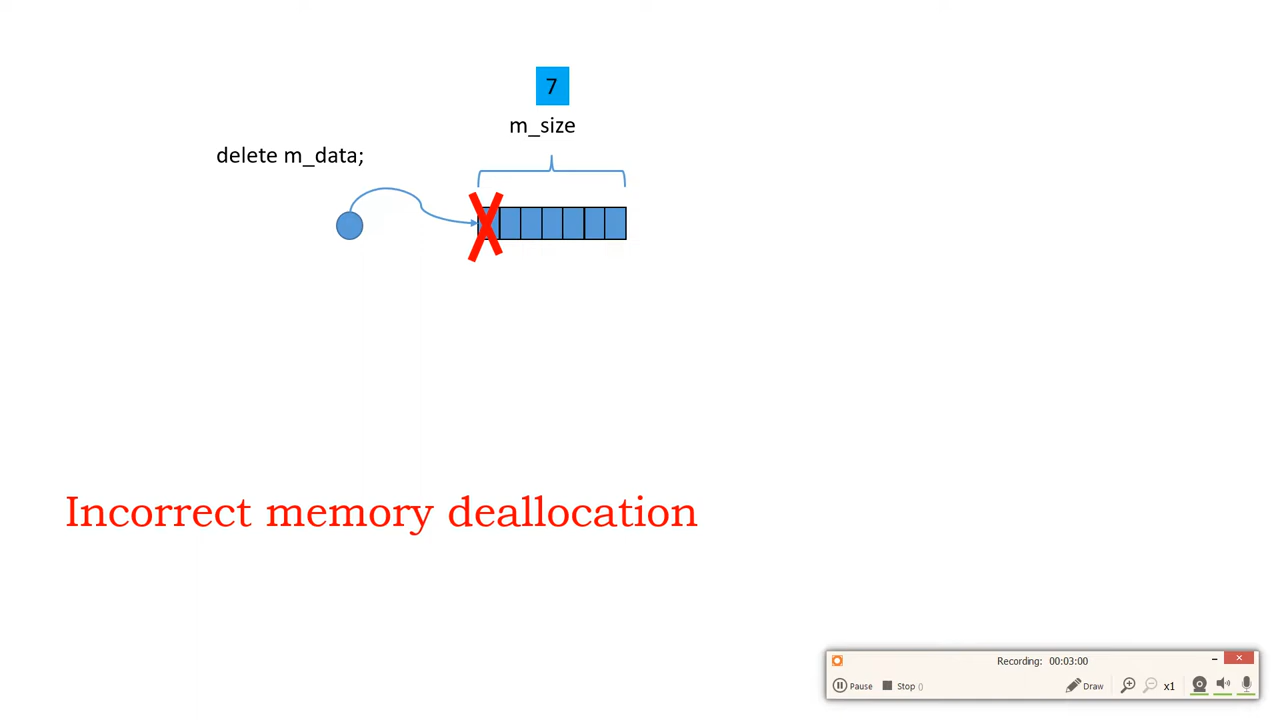 7
m_size
delete m_data;
Incorrect memory deallocation
Recording: 00:03:00
Pause Stop () Draw x1